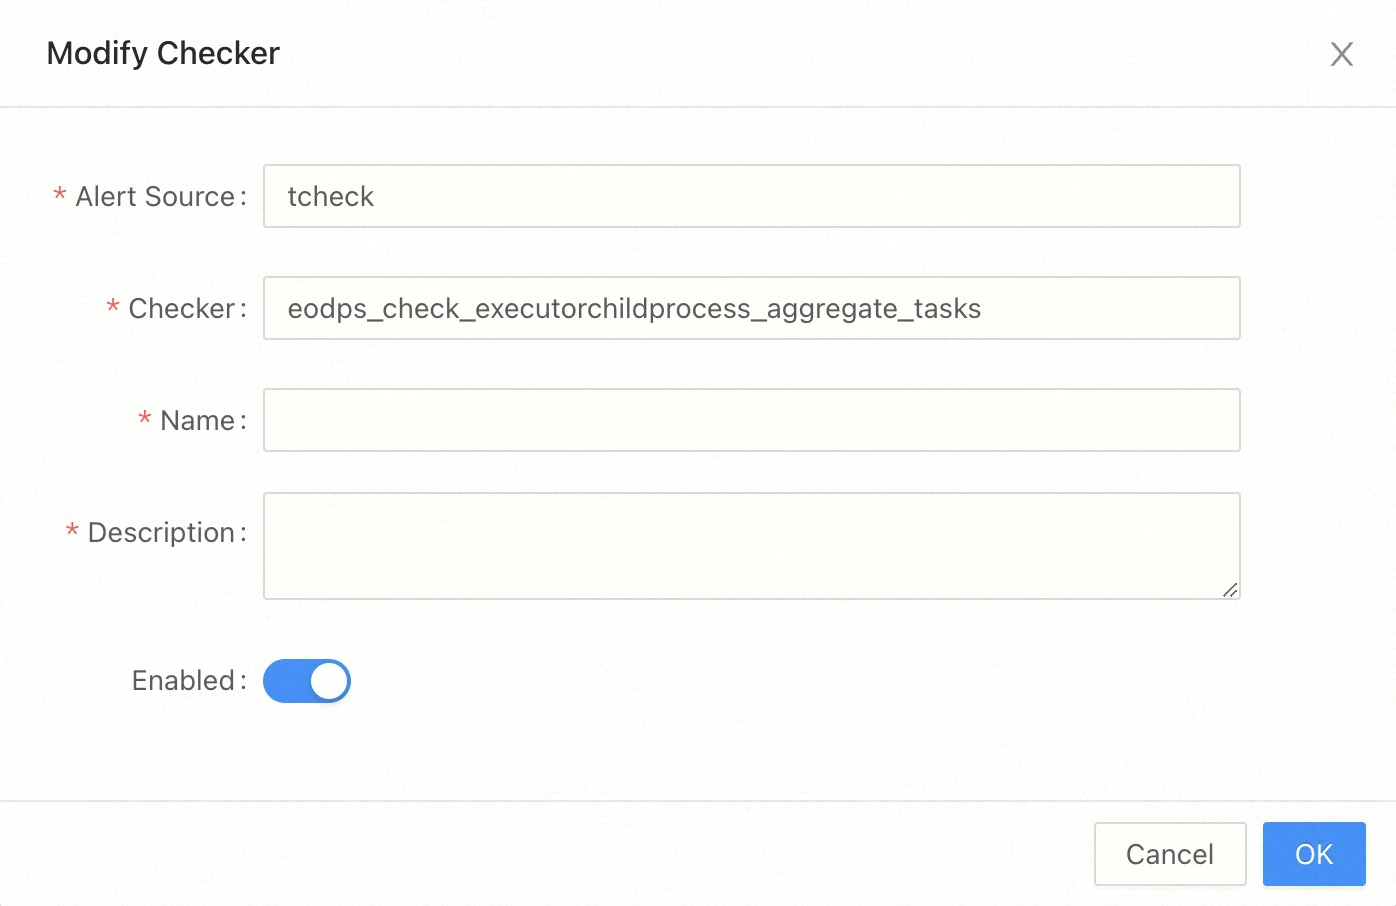 Modify Checker
* Alert Source: tcheck
* Checker: eodps_check_executorchildprocess_aggregate_tasks
* Name:
* Description:
Enabled:
Cancel OK